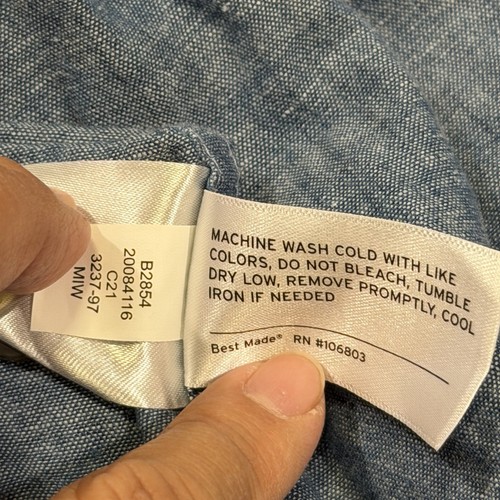 B2854
20084116
C21
3237-97
MIW
MACHINE WASH COLD WITH LIKE
COLORS, DO NOT BLEACH, TUMBLE
DRY LOW, REMOVE PROMPTLY, COOL
IRON IF NEEDED
Best Made® RN #106803